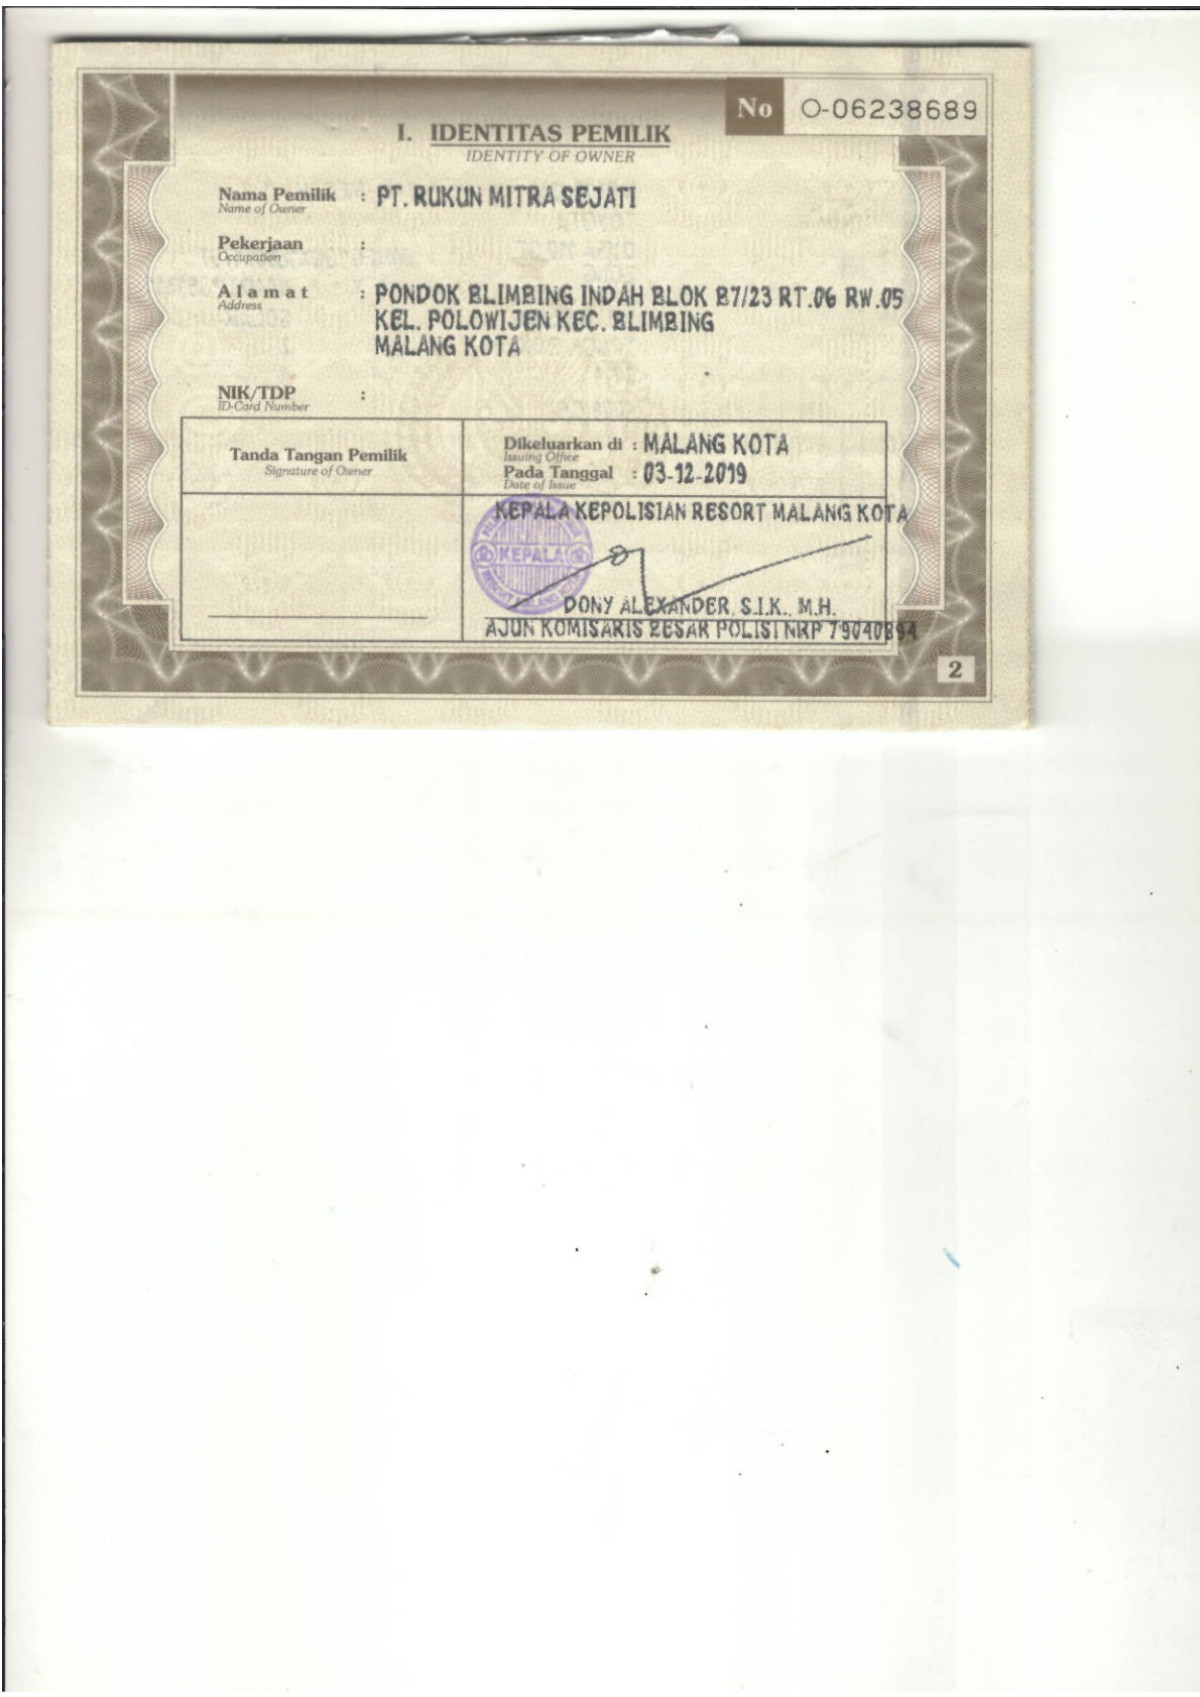 No O-06238689
I. IDENTITAS PEMILIK
IDENTITY OF OWNER
Nama Pemilik : PT. RUKUN MITRA SEJATI
Name of Owner
Pekerjaan :
Occupation
Alamat : PONDOK BLIMBING INDAH BLOK B7/23 RT.06 RW.05
Address
KEL. POLOWIJEN KEC. BLIMBING
MALANG KOTA
NIK/TDP :
ID-Card Number
Tanda Tangan Pemilik
Signature of Owner
Dikeluarkan di : MALANG KOTA
Issuing Office
Pada Tanggal : 03-12-2019
Date of Issue
KEPALA KEPOLISIAN RESORT MALANG KOTA
KEPALA
DONY ALEXANDER, S.I.K., M.H.
AJUN KOMISARIS BESAR POLISI NRP 79040894
2